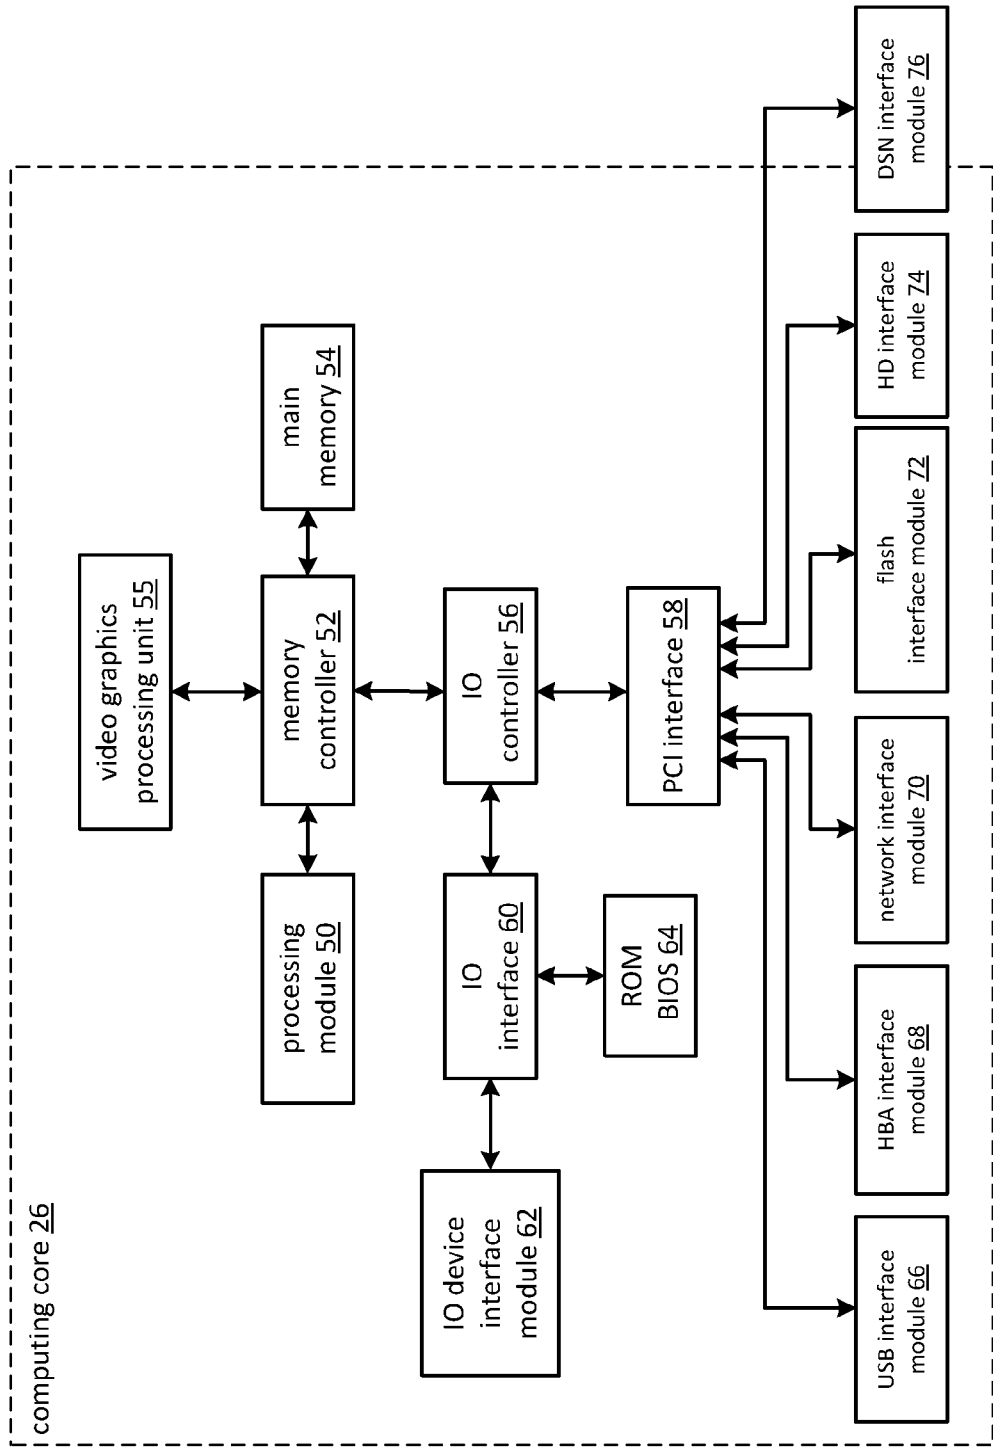 computing core 26
video graphics
processing unit 55
processing
module 50
memory
controller 52
main
memory 54
IO device
interface
module 62
IO
interface 60
IO
controller 56
ROM
BIOS 64
PCI interface 58
USB interface
module 66
HBA interface
module 68
network interface
module 70
flash
interface module 72
HD interface
module 74
DSN interface
module 76